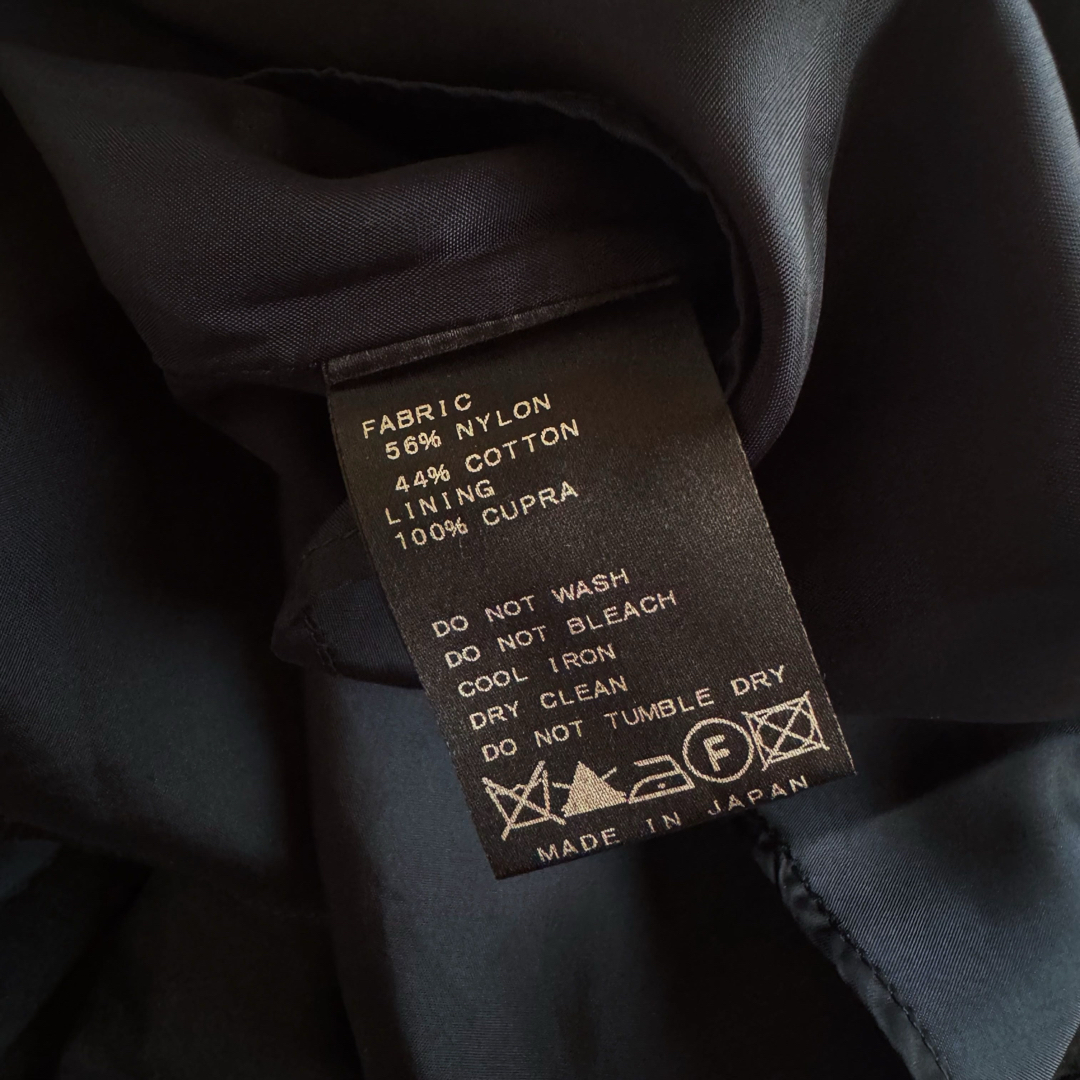 FABRIC
56% NYLON
44% COTTON
LINING
100% CUPRA
DO NOT WASH
DO NOT BLEACH
COOL IRON
DRY CLEAN
DO NOT TUMBLE DRY
F
MADE IN JAPAN